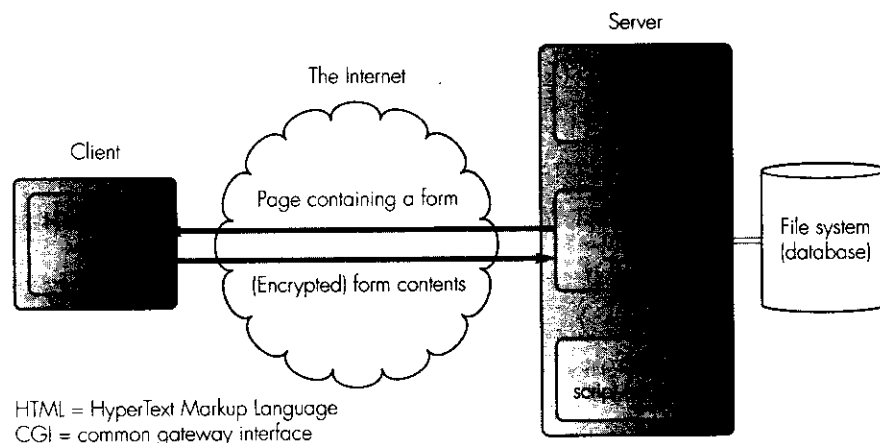 Server
The Internet
Client
Page containing a form
(Encrypted) form contents
File system
(database)
script
HTML = HyperText Markup Language
CGI = common gateway interface